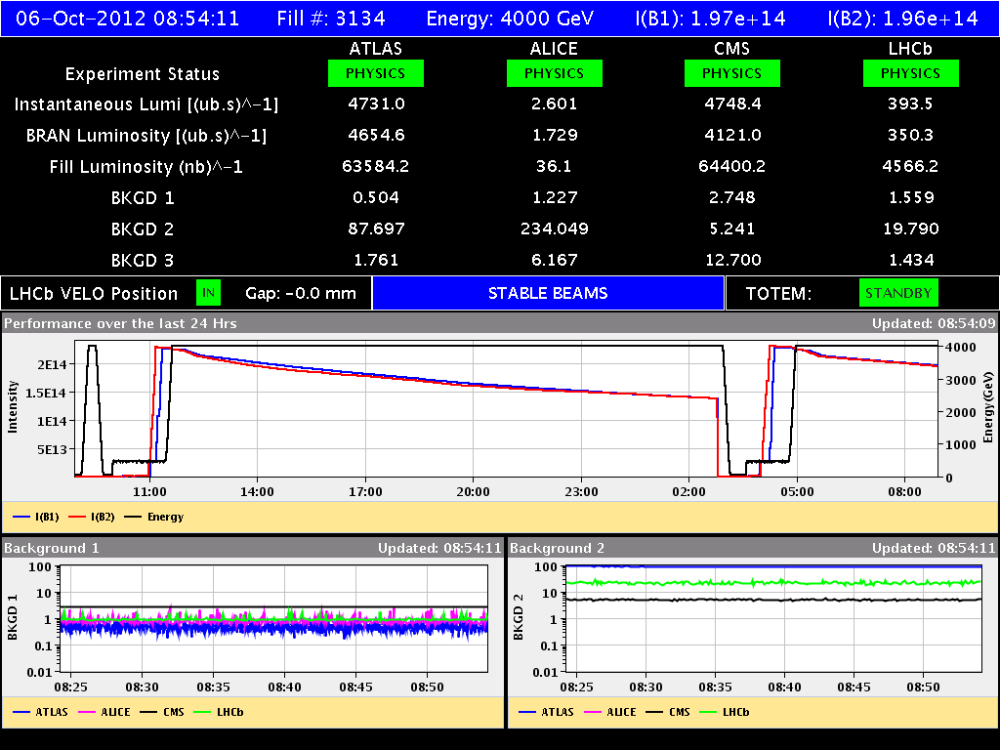 06-Oct-2012 08:54:11 Fill #: 3134 Energy: 4000 GeV I(B1): 1.97e+14 I(B2): 1.96e+14
ATLAS ALICE CMS LHCb
Experiment Status PHYSICS PHYSICS PHYSICS PHYSICS
Instantaneous Lumi [(ub.s)^-1] 4731.0 2.601 4748.4 393.5
BRAN Luminosity [(ub.s)^-1] 4654.6 1.729 4121.0 350.3
Fill Luminosity (nb)^-1 63584.2 36.1 64400.2 4566.2
BKGD 1 0.504 1.227 2.748 1.559
BKGD 2 87.697 234.049 5.241 19.790
BKGD 3 1.761 6.167 12.700 1.434
LHCb VELO Position IN Gap: -0.0 mm STABLE BEAMS TOTEM: STANDBY
Performance over the last 24 Hrs Updated: 08:54:09
Intensity
2E14
1.5E14
1E14
5E13
4000
3000
2000
1000
0
Energy(GeV)
11:00 14:00 17:00 20:00 23:00 02:00 05:00 08:00
I(B1) I(B2) Energy
Background 1 Updated: 08:54:11
BKGD 1
100
10
1
0.1
0.01
08:25 08:30 08:35 08:40 08:45 08:50
ATLAS ALICE CMS LHCb
Background 2 Updated: 08:54:11
BKGD 2
100
10
1
0.1
0.01
08:25 08:30 08:35 08:40 08:45 08:50
ATLAS ALICE CMS LHCb